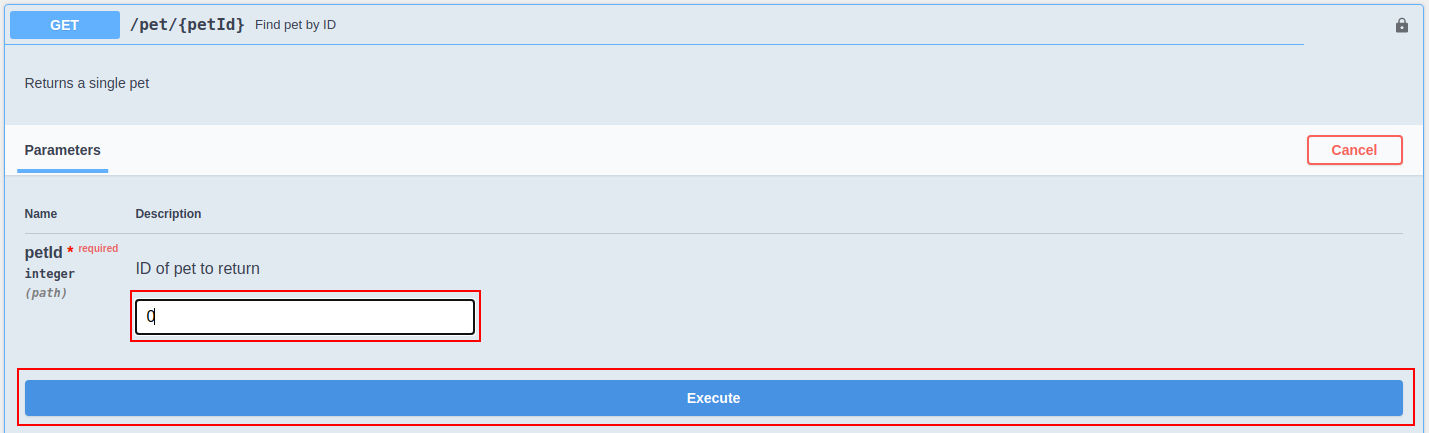 GET /pet/{petId} Find pet by ID
Returns a single pet
Parameters Cancel
Name Description
petId * required
integer
(path)
ID of pet to return
0
Execute